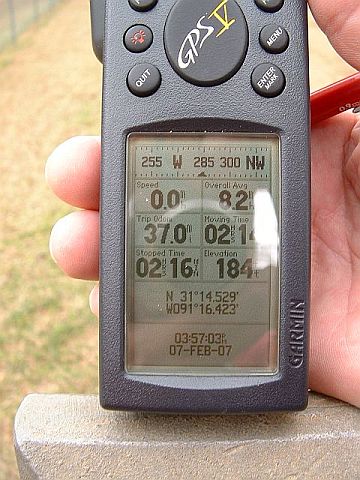 GPS V
QUIT
MENU
ENTER
MARK
255 W 285 300 NW
Speed Overall Avg
0.0 8.2
Trip Odom Moving Time
37.0 02 14
Stopped Time Elevation
02 16 184
N 31°14.529'
W091°16.423'
03:57:03
07-FEB-07
GARMIN